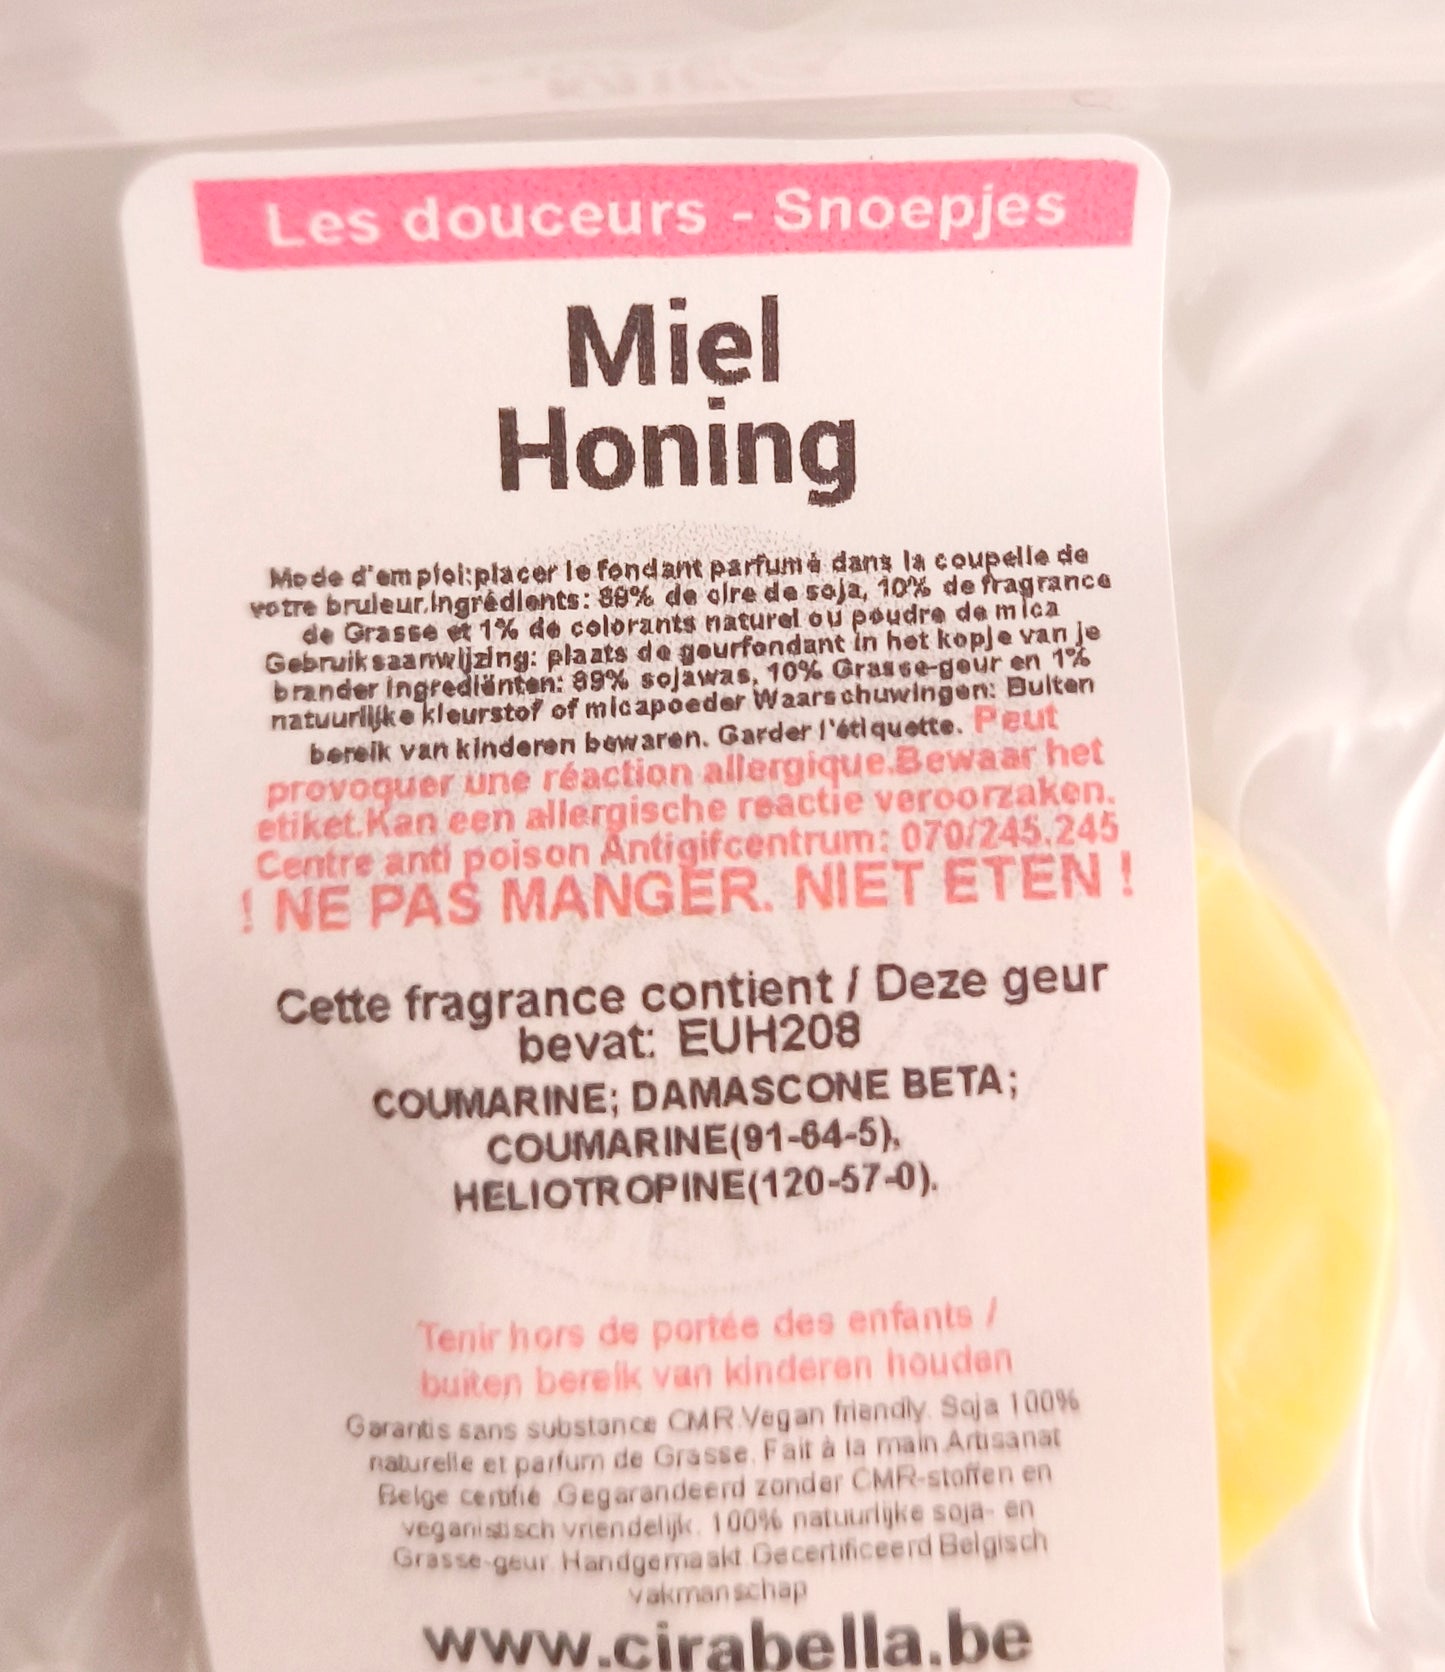 Les douceurs - Snoepjes
Miel
Honing
Mode d'emploi:placer le fondant parfumé dans la coupelle de
votre bruleur.Ingrédients: 89% de cire de soja, 10% de fragrance
de Grasse et 1% de colorants naturel ou poudre de mica
Gebruiksaanwijzing: plaats de geurfondant in het kopje van je
brander Ingrediënten: 89% sojawas, 10% Grasse-geur en 1%
natuurlijke kleurstof of micapoeder Waarschuwingen: Buiten
bereik van kinderen bewaren. Garder l'étiquette. Peut
provoquer une réaction allergique.Bewaar het
etiket.Kan een allergische reactie veroorzaken.
Centre anti poison Antigifcentrum: 070/245.245
! NE PAS MANGER. NIET ETEN !
Cette fragrance contient / Deze geur
bevat: EUH208
COUMARINE; DAMASCONE BETA;
COUMARINE(91-64-5),
HELIOTROPINE(120-57-0).
Tenir hors de portée des enfants /
buiten bereik van kinderen houden
Garantis sans substance CMR.Vegan friendly. Soja 100%
naturelle et parfum de Grasse. Fait à la main.Artisanat
Belge certifié .Gegarandeerd zonder CMR-stoffen en
veganistisch vriendelijk. 100% natuurlijke soja- en
Grasse-geur. Handgemaakt.Gecertificeerd Belgisch
vakmanschap
www.cirabella.be